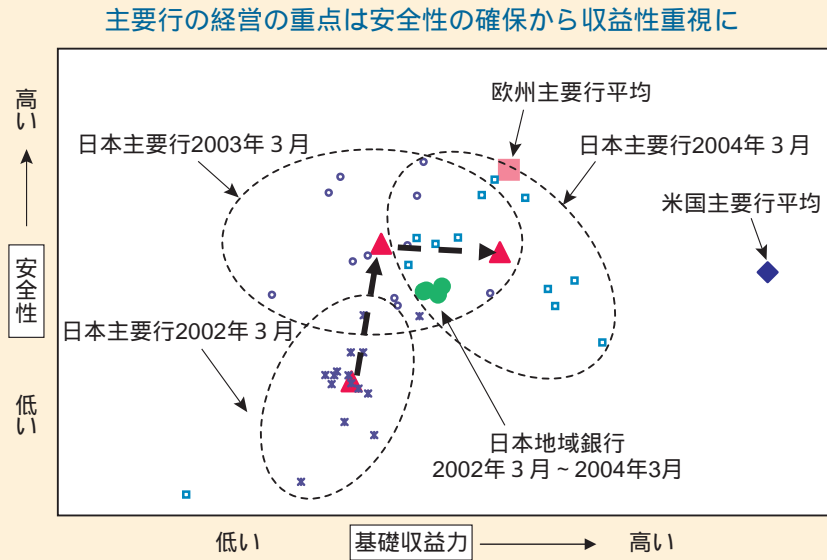 主要行の経営の重点は安全性の確保から収益性重視に
高い
安全性
低い
欧州主要行平均
日本主要行2003年３月
日本主要行2004年３月
米国主要行平均
日本主要行2002年３月
日本地域銀行
2002年３月～2004年3月
低い
基礎収益力
高い